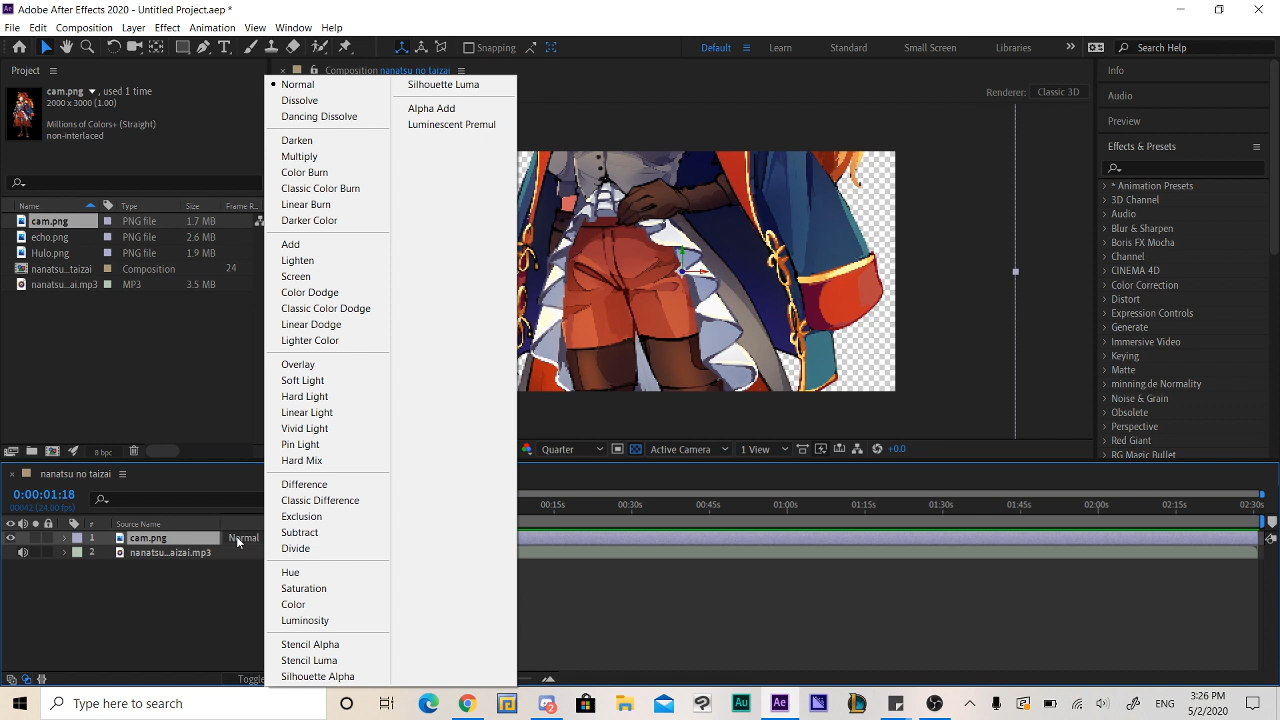 Adobe After Effects 2020 - Untitled Project.aep *
File Edit Composition Layer Effect Animation View Window Help
Snapping Default Learn Standard Small Screen Libraries Search Help
Project
Composition nanatsu no taizai
cam.png , used 1 time
2000 x 3000 (1.00)
Millions of Colors+ (Straight)
non-interlaced
Name Type Size Frame R
cam.png PNG file 1.7 MB
echo.png PNG file 2.6 MB
Hulo.png PNG file 1.9 MB
nanatsu...taizai Composition 24
nanatsu...ai.mp3 MP3 3.5 MB
8 bpc
Normal
Dissolve
Dancing Dissolve
Darken
Multiply
Color Burn
Classic Color Burn
Linear Burn
Darker Color
Add
Lighten
Screen
Color Dodge
Classic Color Dodge
Linear Dodge
Lighter Color
Overlay
Soft Light
Hard Light
Linear Light
Vivid Light
Pin Light
Hard Mix
Difference
Classic Difference
Exclusion
Subtract
Divide
Hue
Saturation
Color
Luminosity
Stencil Alpha
Stencil Luma
Silhouette Alpha
Silhouette Luma
Alpha Add
Luminescent Premul
Renderer: Classic 3D
Quarter Active Camera 1 View +0.0
Info
Audio
Preview
Effects & Presets
* Animation Presets
3D Channel
Audio
Blur & Sharpen
Boris FX Mocha
Channel
CINEMA 4D
Color Correction
Distort
Expression Controls
Generate
Immersive Video
Keying
Matte
minning.de Normality
Noise & Grain
Obsolete
Perspective
Red Giant
RG Magic Bullet
nanatsu no taizai
0:00:01:18
00042 (24.00 fps)
00:15s 00:30s 00:45s 01:00s 01:15s 01:30s 01:45s 02:00s 02:15s 02:30s
# Source Name
1 cam.png Normal
2 nanatsu...aizai.mp3
Toggle
Type here to search
2
3:26 PM
5/2/2020